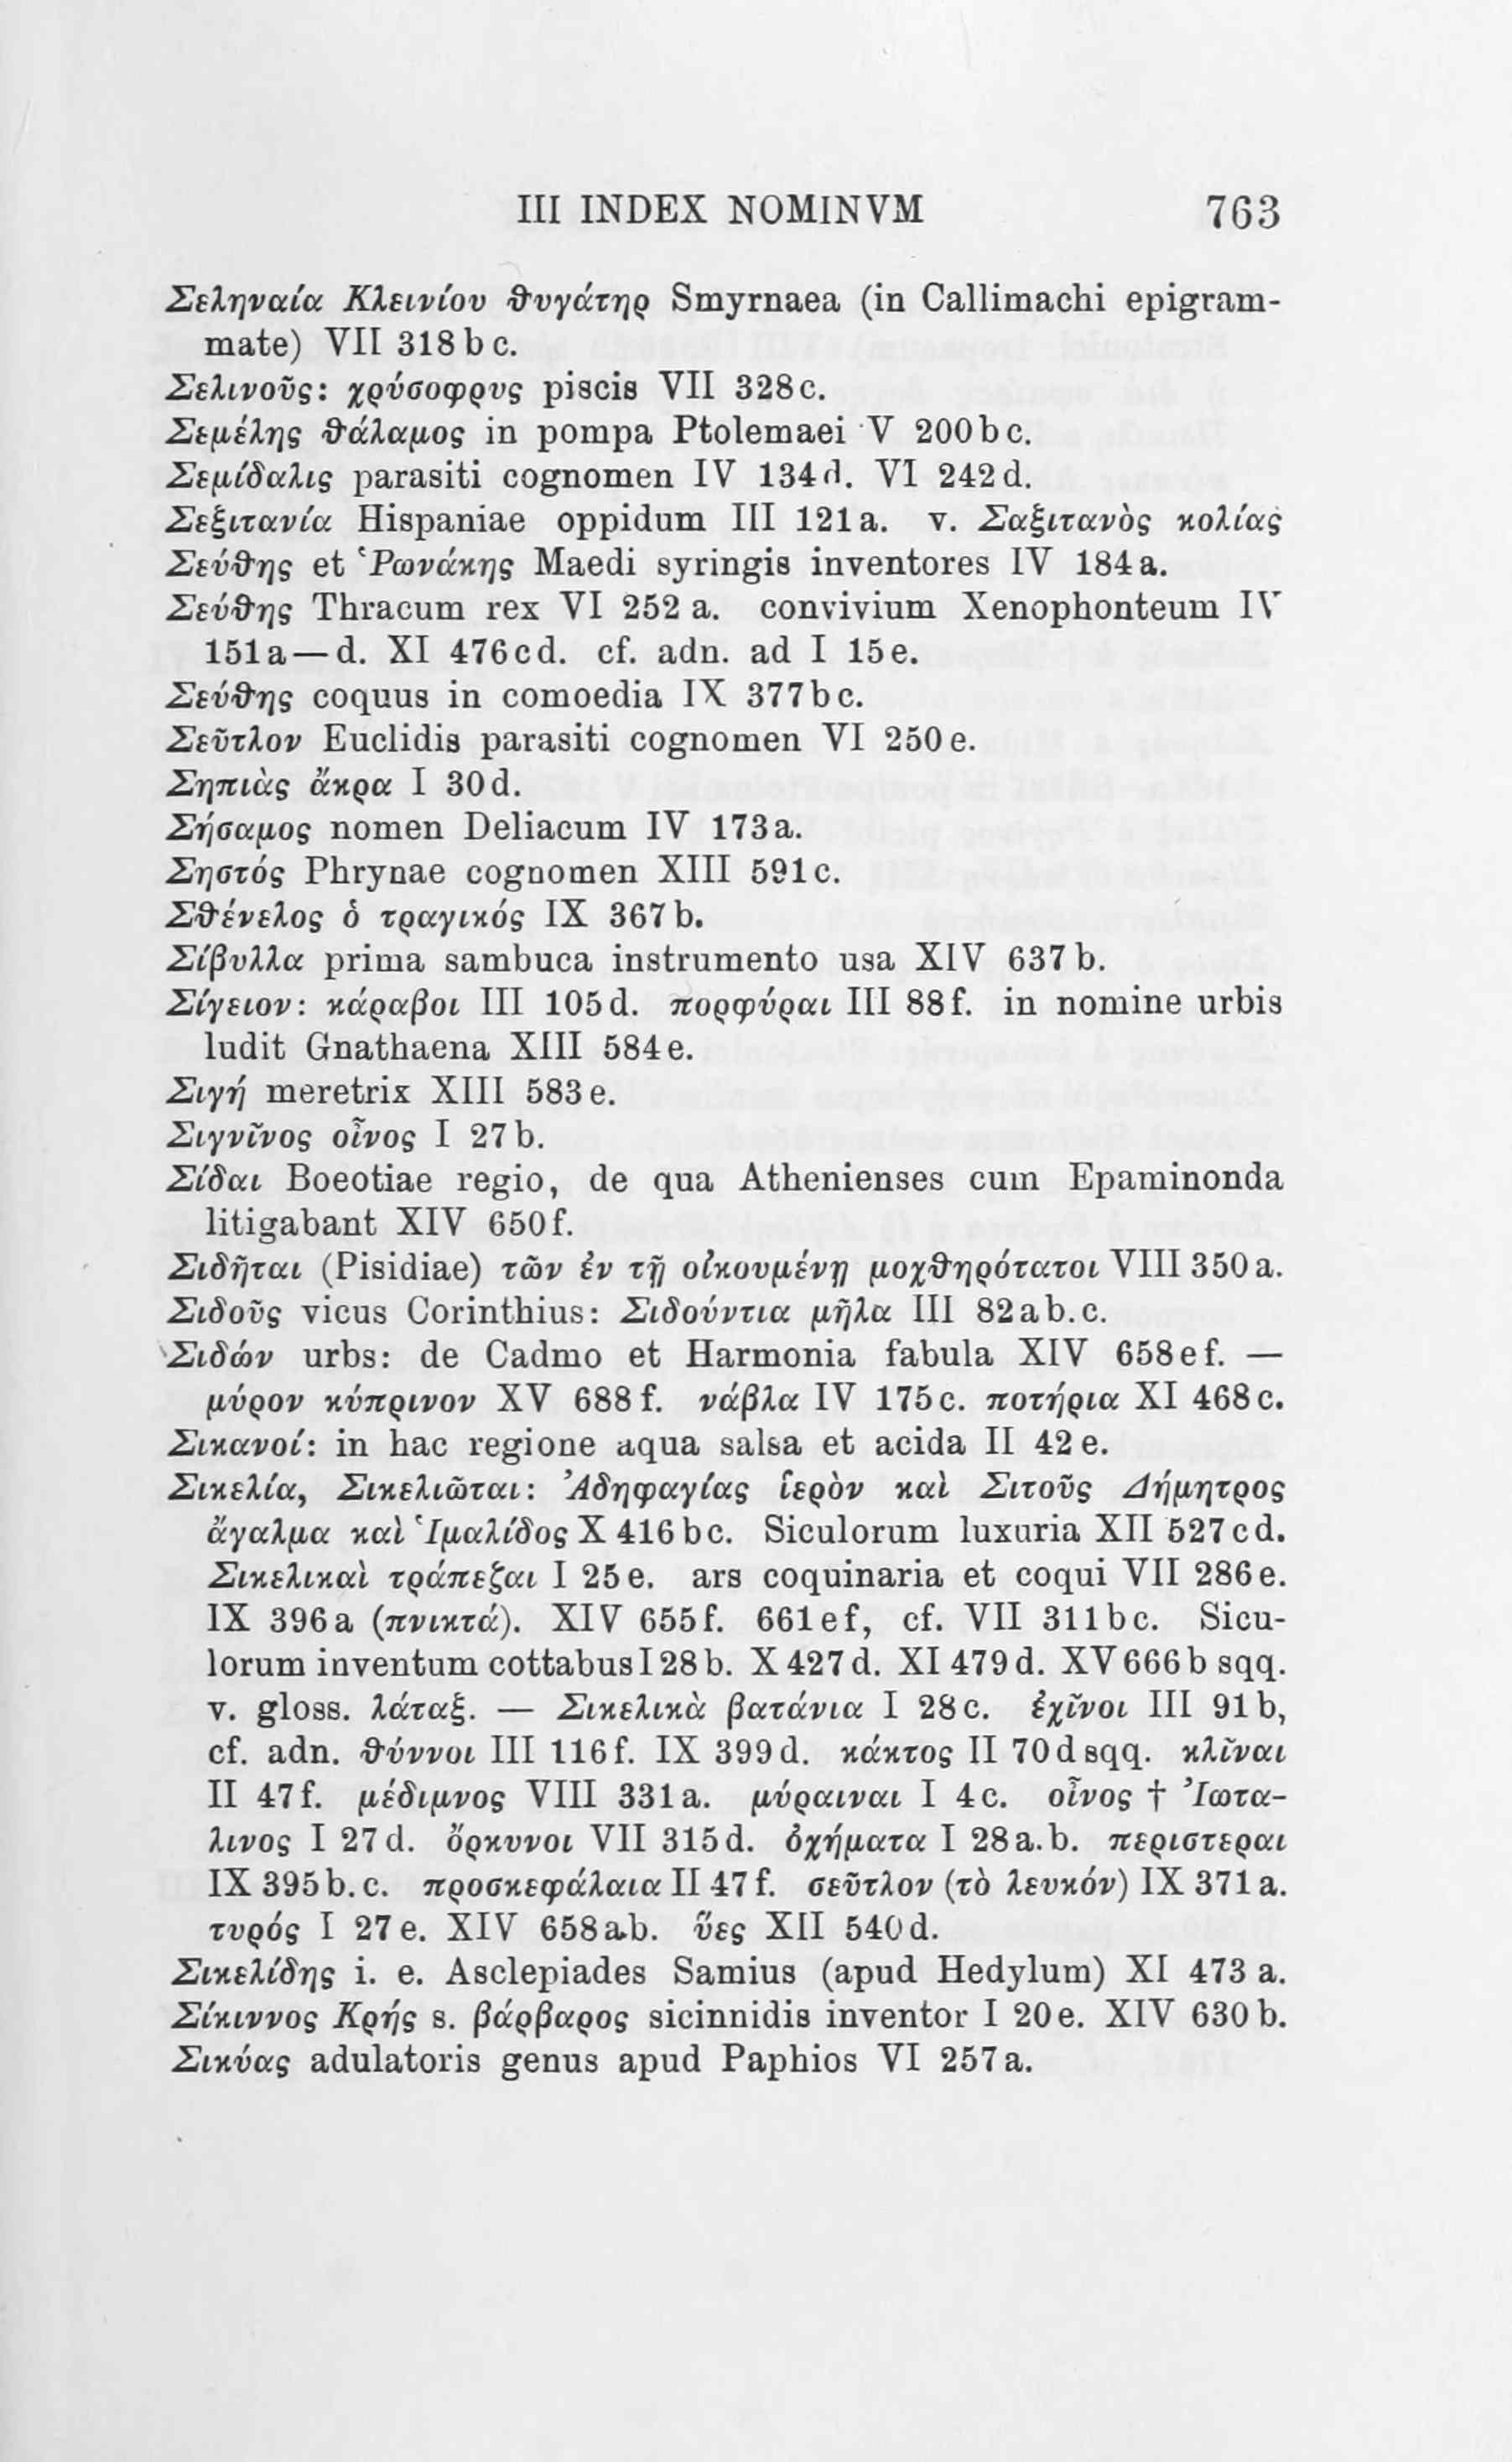 III INDEX NOMINVM 763
Σεληναία Κλεινίου θυγάτηρ Smyrnaea (in Callimachi epigram-
mate) VII 318 b c.
Σελινοῦς: χρύσοφρυς piscis VII 328 c.
Σεμέλης θάλαμος in pompa Ptolemaei V 200 b c.
Σεμίδαλις parasiti cognomen IV 134 d. VI 242 d.
Σεξιτανία Hispaniae oppidum III 121 a. v. Σαξιτανὸς κολίας
Σεύθης et Ῥωνάκης Maedi syringis inventores IV 184 a.
Σεύθης Thracum rex VI 252 a. convivium Xenophonteum IV
151 a — d. XI 476 c d. cf. adn. ad I 15 e.
Σεύθης coquus in comoedia IX 377 b c.
Σεῦτλον Euclidis parasiti cognomen VI 250 e.
Σηπιὰς ἄκρα I 30 d.
Σήσαμος nomen Deliacum IV 173 a.
Σηστός Phrynae cognomen XIII 591 c.
Σθένελος ὁ τραγικός IX 367 b.
Σίβυλλα prima sambuca instrumento usa XIV 637 b.
Σίγειον: κάραβοι III 105 d. πορφύραι III 88 f. in nomine urbis
ludit Gnathaena XIII 584 e.
Σιγή meretrix XIII 583 e.
Σιγνῖνος οἶνος I 27 b.
Σίδαι Boeotiae regio, de qua Athenienses cum Epaminonda
litigabant XIV 650 f.
Σιδῆται (Pisidiae) τῶν ἐν τῇ οἰκουμένῃ μοχθηρότατοι VIII 350 a.
Σιδοῦς vicus Corinthius: Σιδούντια μῆλα III 82 a b. c.
Σιδών urbs: de Cadmo et Harmonia fabula XIV 658 e f. —
μύρον κύπρινον XV 688 f. νάβλα IV 175 c. ποτήρια XI 468 c.
Σικανοί: in hac regione aqua salsa et acida II 42 e.
Σικελία, Σικελιῶται: Ἀδηφαγίας ἱερὸν καὶ Σιτοῦς Δήμητρος
ἄγαλμα καὶ Ἱμαλίδος X 416 b c. Siculorum luxuria XII 527 c d.
Σικελικαὶ τράπεζαι I 25 e. ars coquinaria et coqui VII 286 e.
IX 396 a (πνικτά). XIV 655 f. 661 e f, cf. VII 311 b c. Sicu-
lorum inventum cottabus I 28 b. X 427 d. XI 479 d. XV 666 b sqq.
v. gloss. λάταξ. — Σικελικὰ βατάνια I 28 c. ἐχῖνοι III 91 b,
cf. adn. θύννοι III 116 f. IX 399 d. κάκτος II 70 d sqq. κλῖναι
II 47 f. μέδιμνος VIII 331 a. μύραιναι I 4 c. οἶνος † Ἰωτα-
λινος I 27 d. ὄρκυνοι VII 315 d. ὀχήματα I 28 a. b. περιστεραι
IX 395 b. c. προσκεφάλαια II 47 f. σεῦτλον (τὸ λευκόν) IX 371 a.
τυρός I 27 e. XIV 658 a. b. ὕες XII 540 d.
Σικελίδης i. e. Asclepiades Samius (apud Hedylum) XI 473 a.
Σίκιννος Κρής s. βάρβαρος sicinnidis inventor I 20 e. XIV 630 b.
Σικύας adulatoris genus apud Paphios VI 257 a.